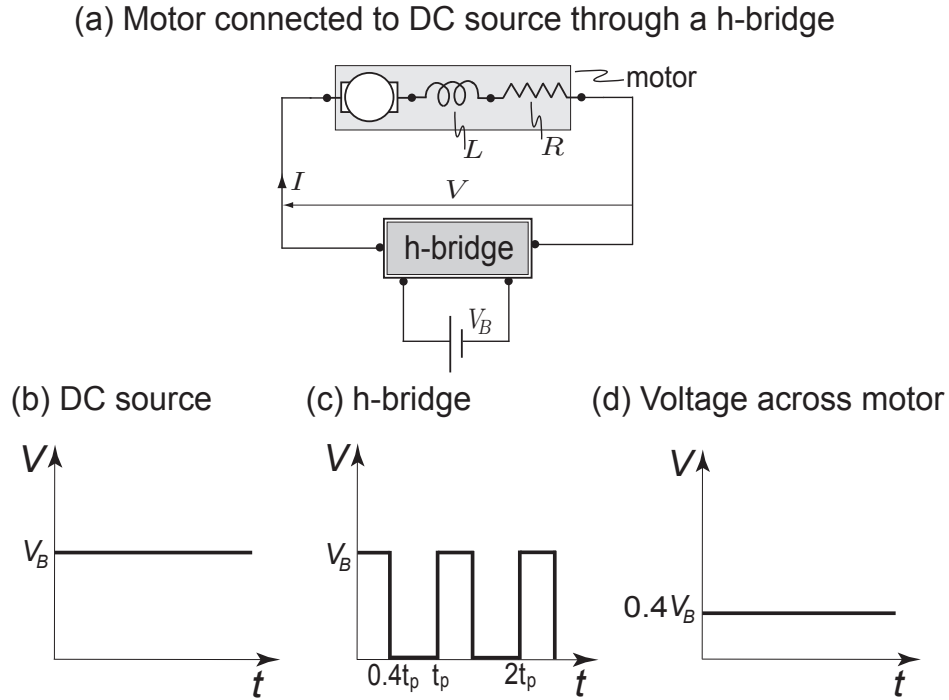 (a) Motor connected to DC source through a h-bridge
motor
L
R
I
V
h-bridge
V_B
(b) DC source
(c) h-bridge
(d) Voltage across motor
V
V_B
t
V
V_B
0.4t_p
t_p
2t_p
t
V
0.4V_B
t